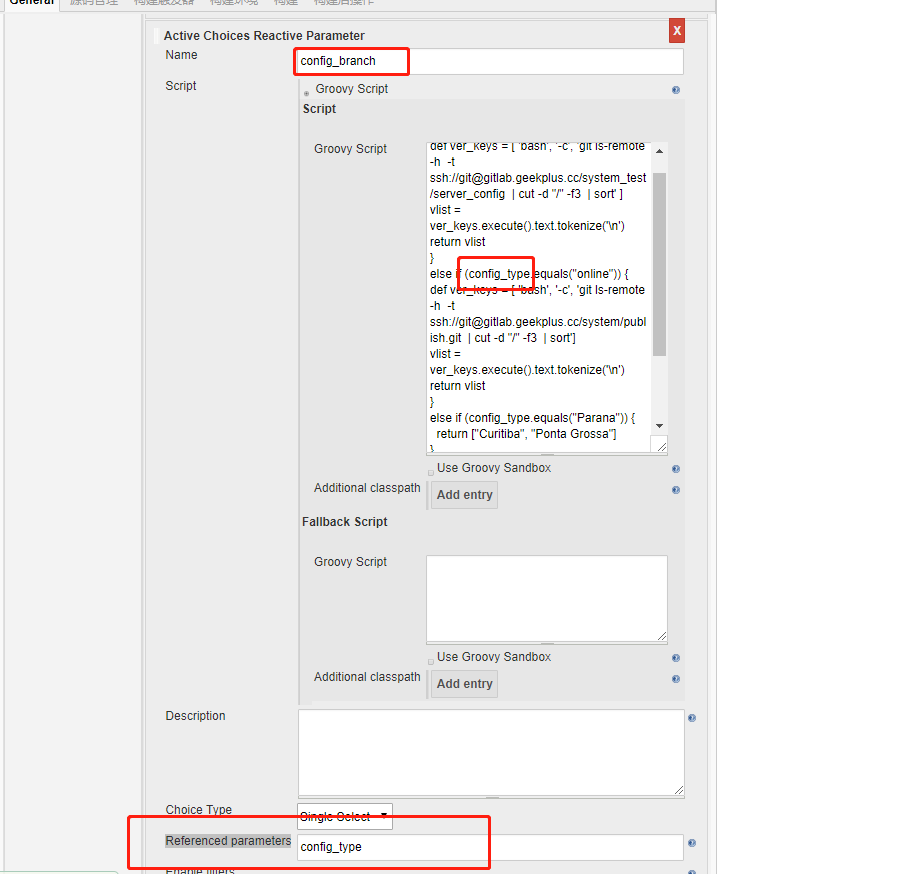 General 源码管理 构建触发器 构建环境 构建 构建后操作
Active Choices Reactive Parameter
X
Name
config_branch
Script
Groovy Script
Script
Groovy Script
def ver_keys = [ 'bash', '-c', 'git ls-remote
-h -t
ssh://git@gitlab.geekplus.cc/system_test
/server_config | cut -d "/" -f3 | sort' ]
vlist =
ver_keys.execute().text.tokenize('\n')
return vlist
}
else if (config_type.equals("online")) {
def ver_keys = [ 'bash', '-c', 'git ls-remote
-h -t
ssh://git@gitlab.geekplus.cc/system/publ
ish.git | cut -d "/" -f3 | sort']
vlist =
ver_keys.execute().text.tokenize('\n')
return vlist
}
else if (config_type.equals("Parana")) {
return ["Curitiba", "Ponta Grossa"]
}
Use Groovy Sandbox
Additional classpath
Add entry
Fallback Script
Groovy Script
Use Groovy Sandbox
Additional classpath
Add entry
Description
Choice Type
Single Select
Referenced parameters
config_type
Enable filters